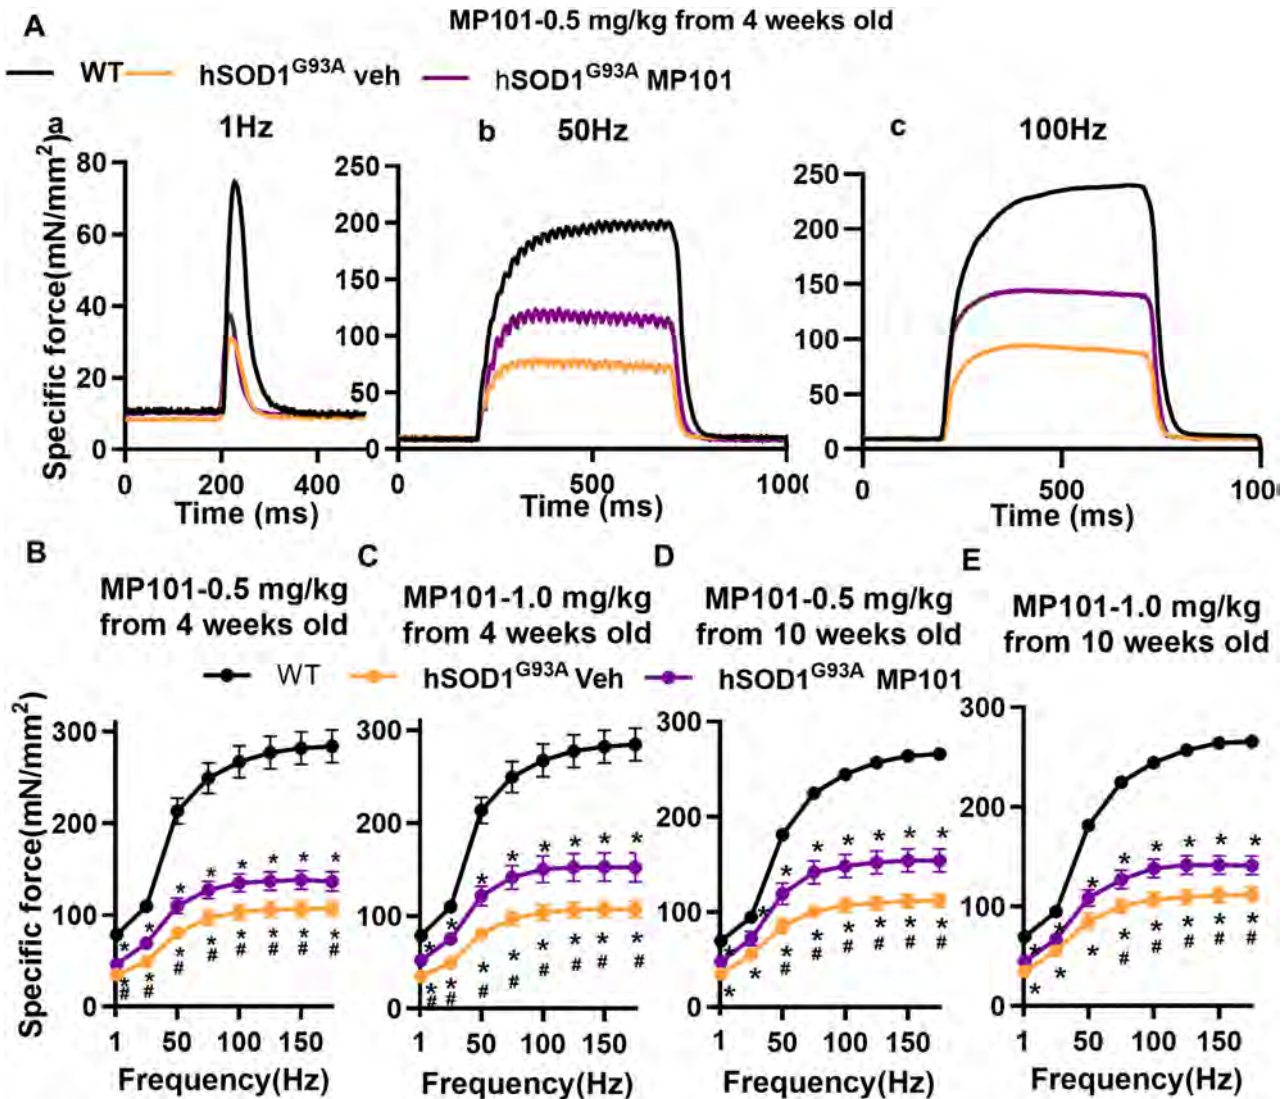 A
MP101-0.5 mg/kg from 4 weeks old
WT hSOD1G93A veh hSOD1G93A MP101
a 1Hz b 50Hz c 100Hz
Specific force(mN/mm2)
80
60
40
20
0
0 200 400
Time (ms)
250
200
150
100
50
0
0 500 1000
Time (ms)
250
200
150
100
50
0
0 500 100
Time (ms)
B C D E
MP101-0.5 mg/kg
from 4 weeks old
MP101-1.0 mg/kg
from 4 weeks old
MP101-0.5 mg/kg
from 10 weeks old
MP101-1.0 mg/kg
from 10 weeks old
WT hSOD1G93A Veh hSOD1G93A MP101
Specific force(mN/mm2)
300
200
100
0
1 50 100 150
Frequency(Hz)
300
200
100
0
1 50 100 150
Frequency(Hz)
300
200
100
0
1 50 100 150
Frequency(Hz)
300
200
100
0
1 50 100 150
Frequency(Hz)